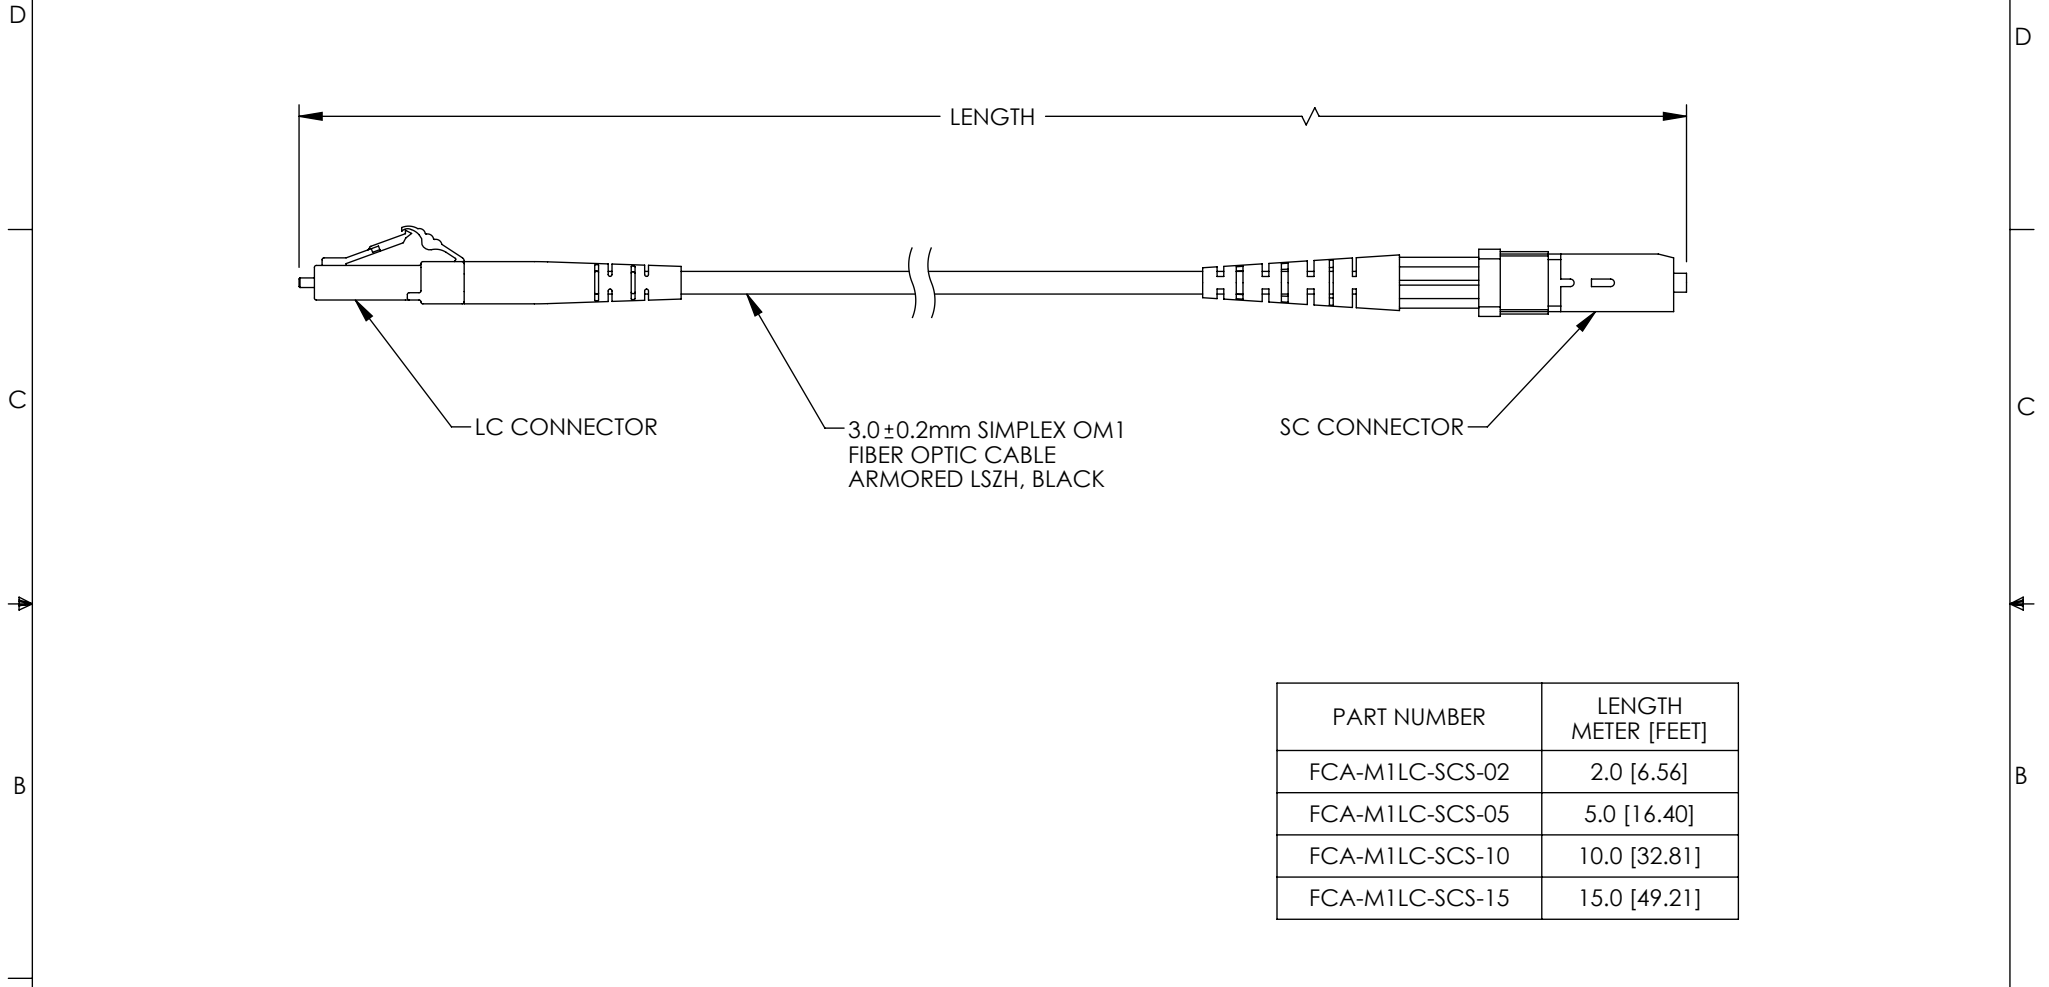 D
D
LENGTH
C
LC CONNECTOR
3.0±0.2mm SIMPLEX OM1
FIBER OPTIC CABLE
ARMORED LSZH, BLACK
SC CONNECTOR
C
PART NUMBER
LENGTH
METER [FEET]
FCA-M1LC-SCS-02 2.0 [6.56]
FCA-M1LC-SCS-05 5.0 [16.40]
FCA-M1LC-SCS-10 10.0 [32.81]
FCA-M1LC-SCS-15 15.0 [49.21]
B
B